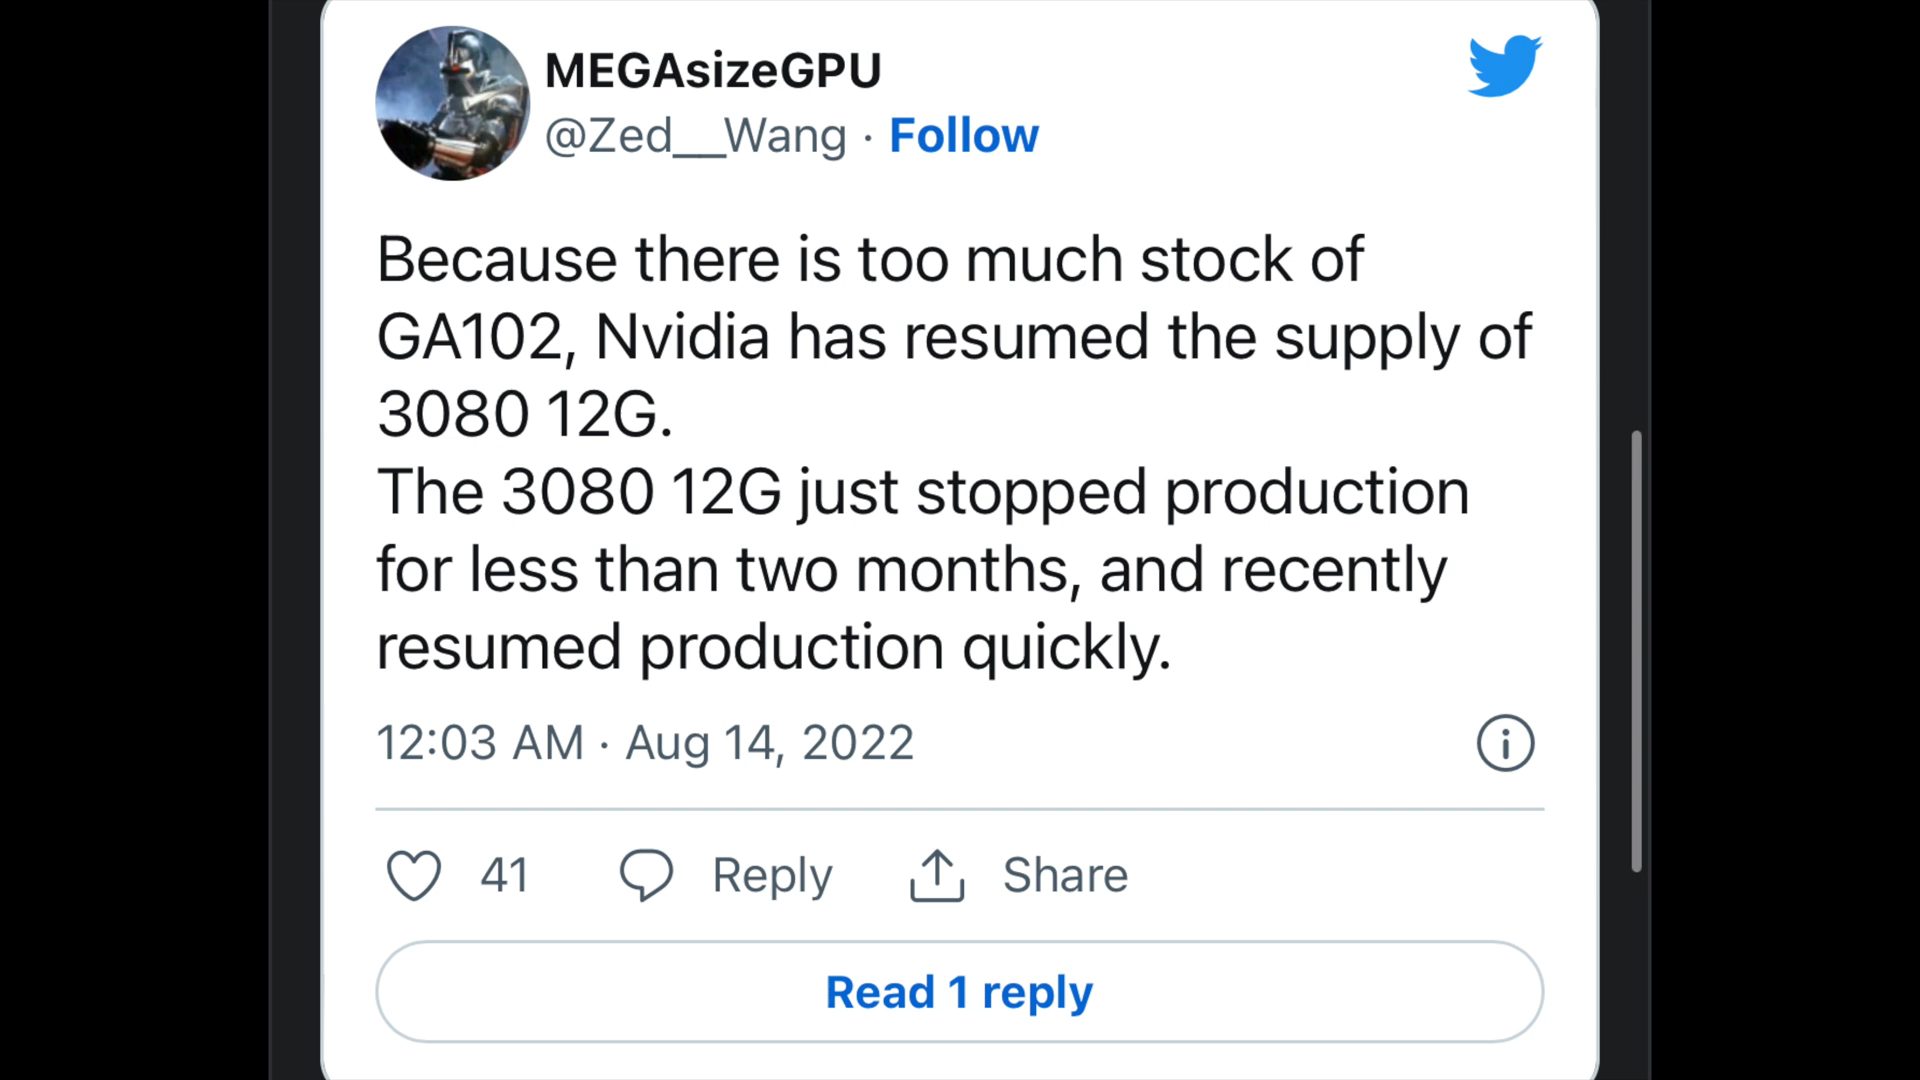 MEGAsizeGPU
@Zed__Wang · Follow
Because there is too much stock of
GA102, Nvidia has resumed the supply of
3080 12G.
The 3080 12G just stopped production
for less than two months, and recently
resumed production quickly.
12:03 AM · Aug 14, 2022
41 Reply Share
Read 1 reply